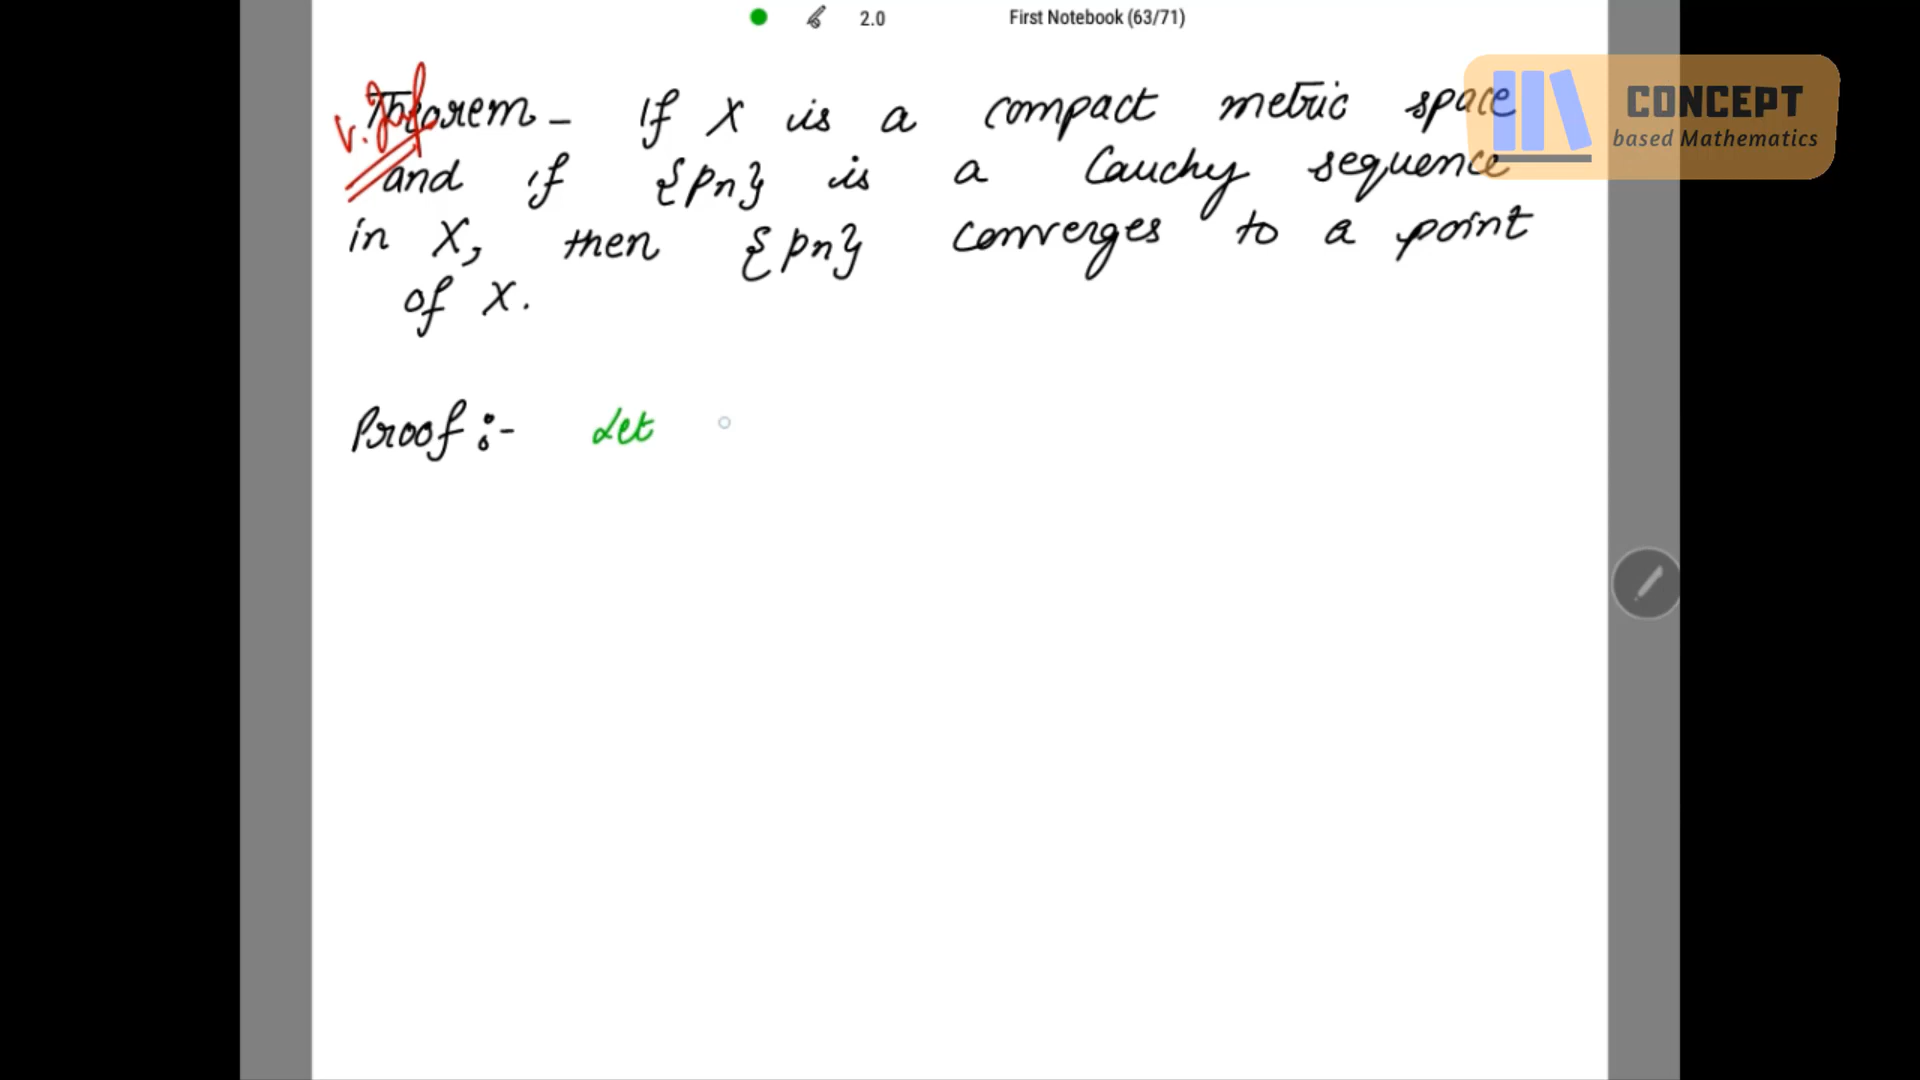 2.0 First Notebook (63/71)
CONCEPT
based Mathematics
Theorem - If X is a compact metric space
and if {pn} is a Cauchy sequence
in X, then {pn} converges to a point
of X.
Proof :- Let